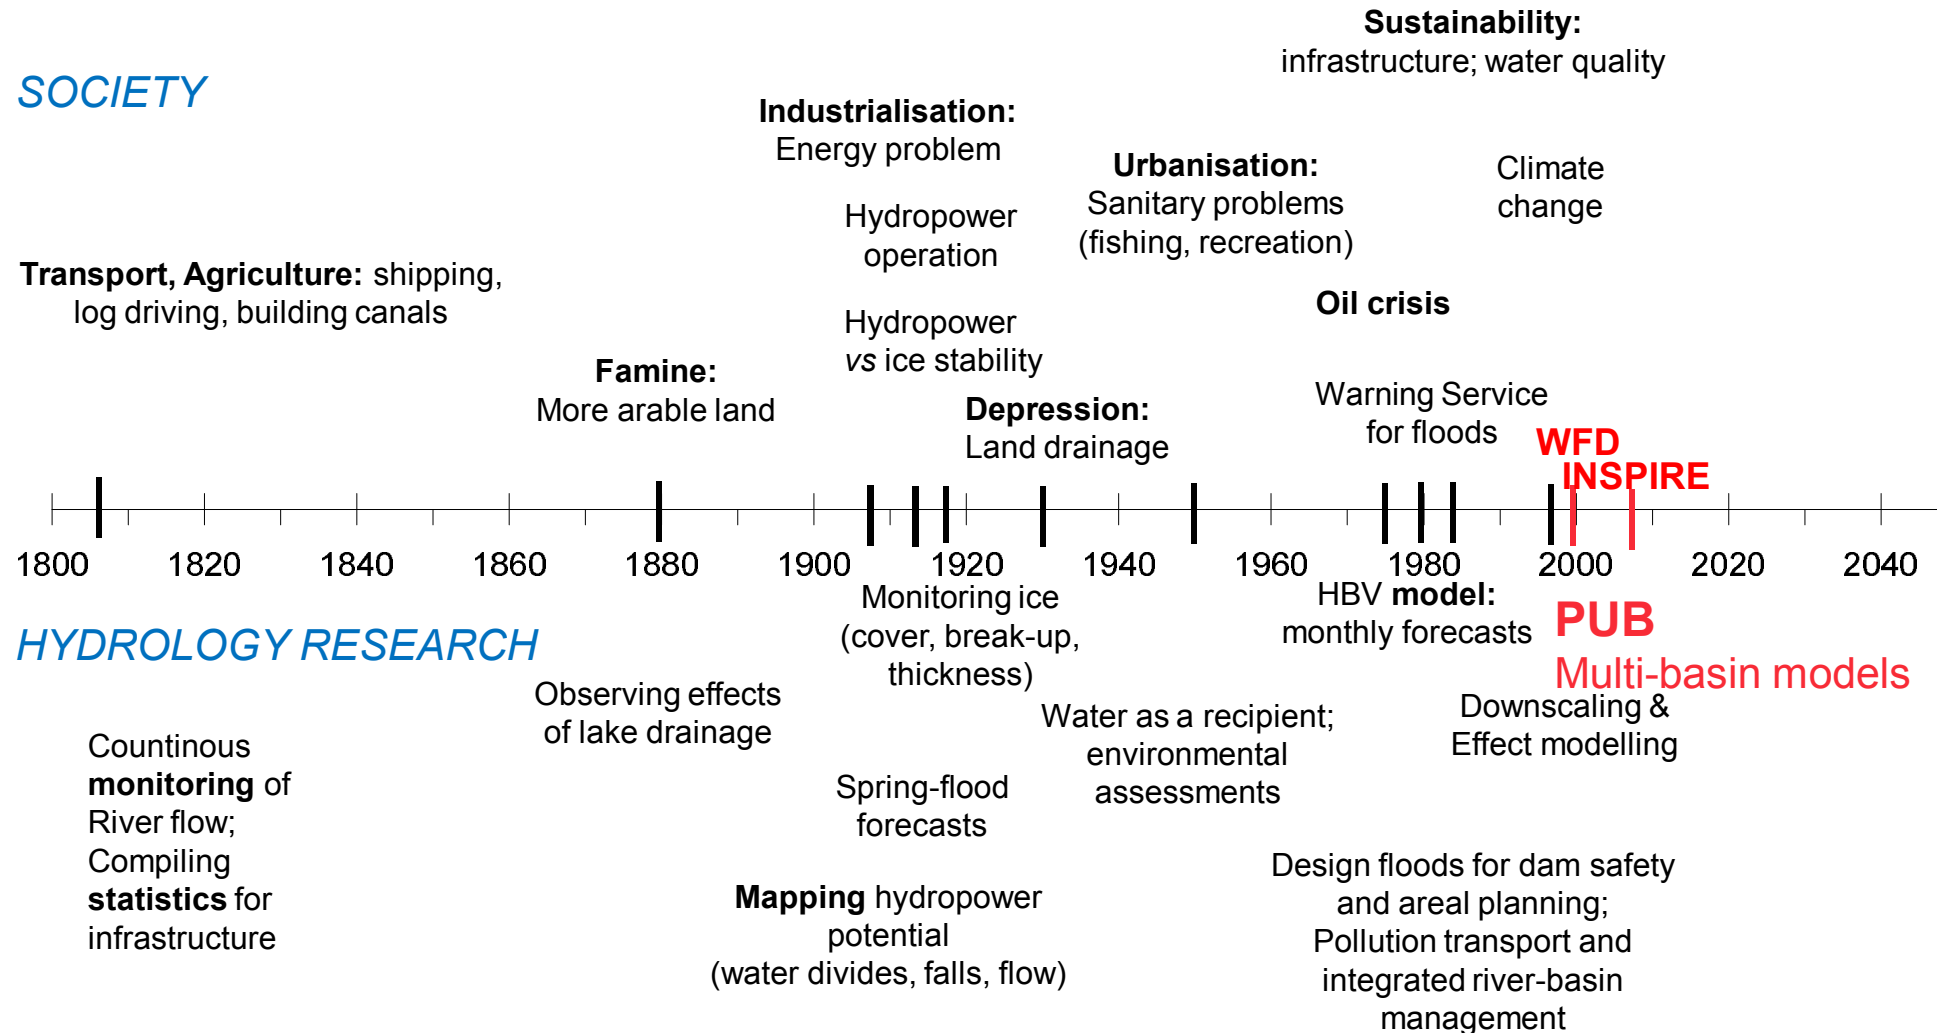 Sustainability:
infrastructure; water quality
SOCIETY
Industrialisation:
Energy problem
Urbanisation:
Sanitary problems
(fishing, recreation)
Climate
change
Hydropower
operation
Transport, Agriculture: shipping,
log driving, building canals
Oil crisis
Hydropower
vs ice stability
Famine:
More arable land
Depression:
Land drainage
Warning Service
for floods
WFD
INSPIRE
1800 1820 1840 1860 1880 1900 1920 1940 1960 1980 2000 2020 2040
HYDROLOGY RESEARCH
Monitoring ice
(cover, break-up,
thickness)
HBV model:
monthly forecasts
PUB
Multi-basin models
Observing effects
of lake drainage
Water as a recipient;
environmental
assessments
Downscaling &
Effect modelling
Countinous
monitoring of
River flow;
Compiling
statistics for
infrastructure
Spring-flood
forecasts
Mapping hydropower
potential
(water divides, falls, flow)
Design floods for dam safety
and areal planning;
Pollution transport and
integrated river-basin
management